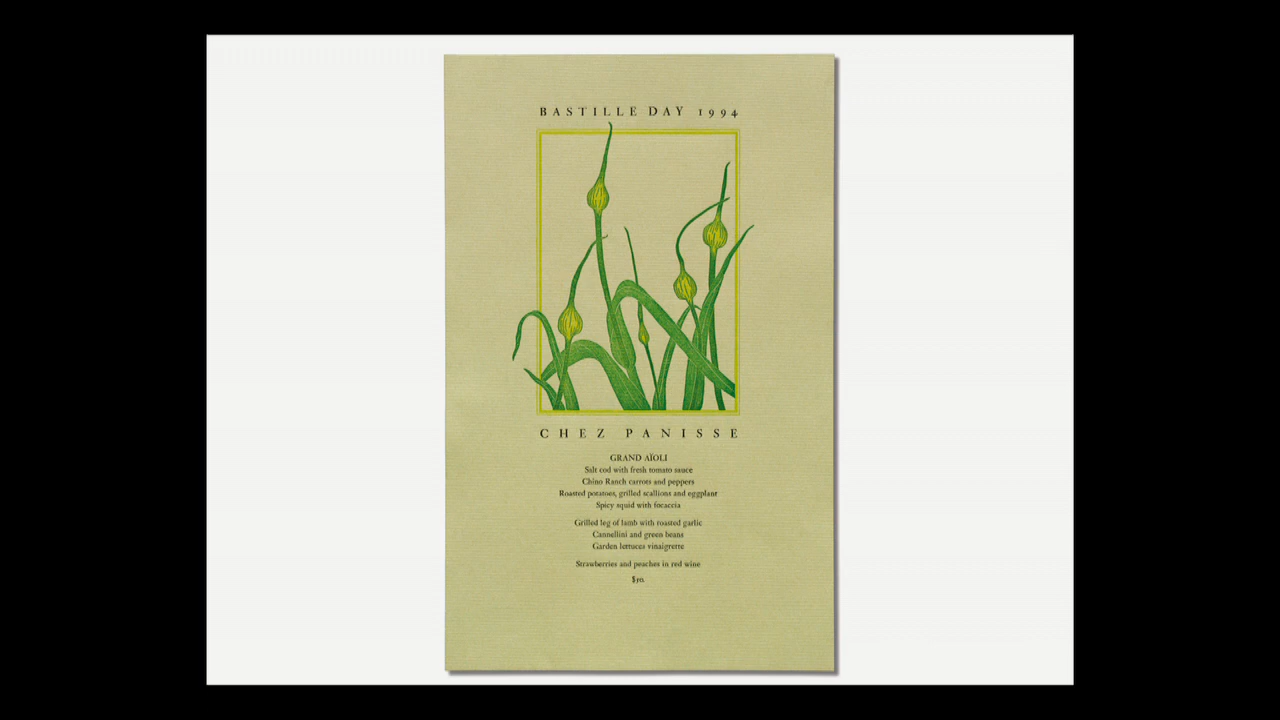 BASTILLE DAY 1994
CHEZ PANISSE
GRAND AÏOLI
Salt cod with fresh tomato sauce
Chino Ranch carrots and peppers
Roasted potatoes, grilled scallions and eggplant
Spicy squid with focaccia
Grilled leg of lamb with roasted garlic
Cannellini and green beans
Garden lettuces vinaigrette
Strawberries and peaches in red wine